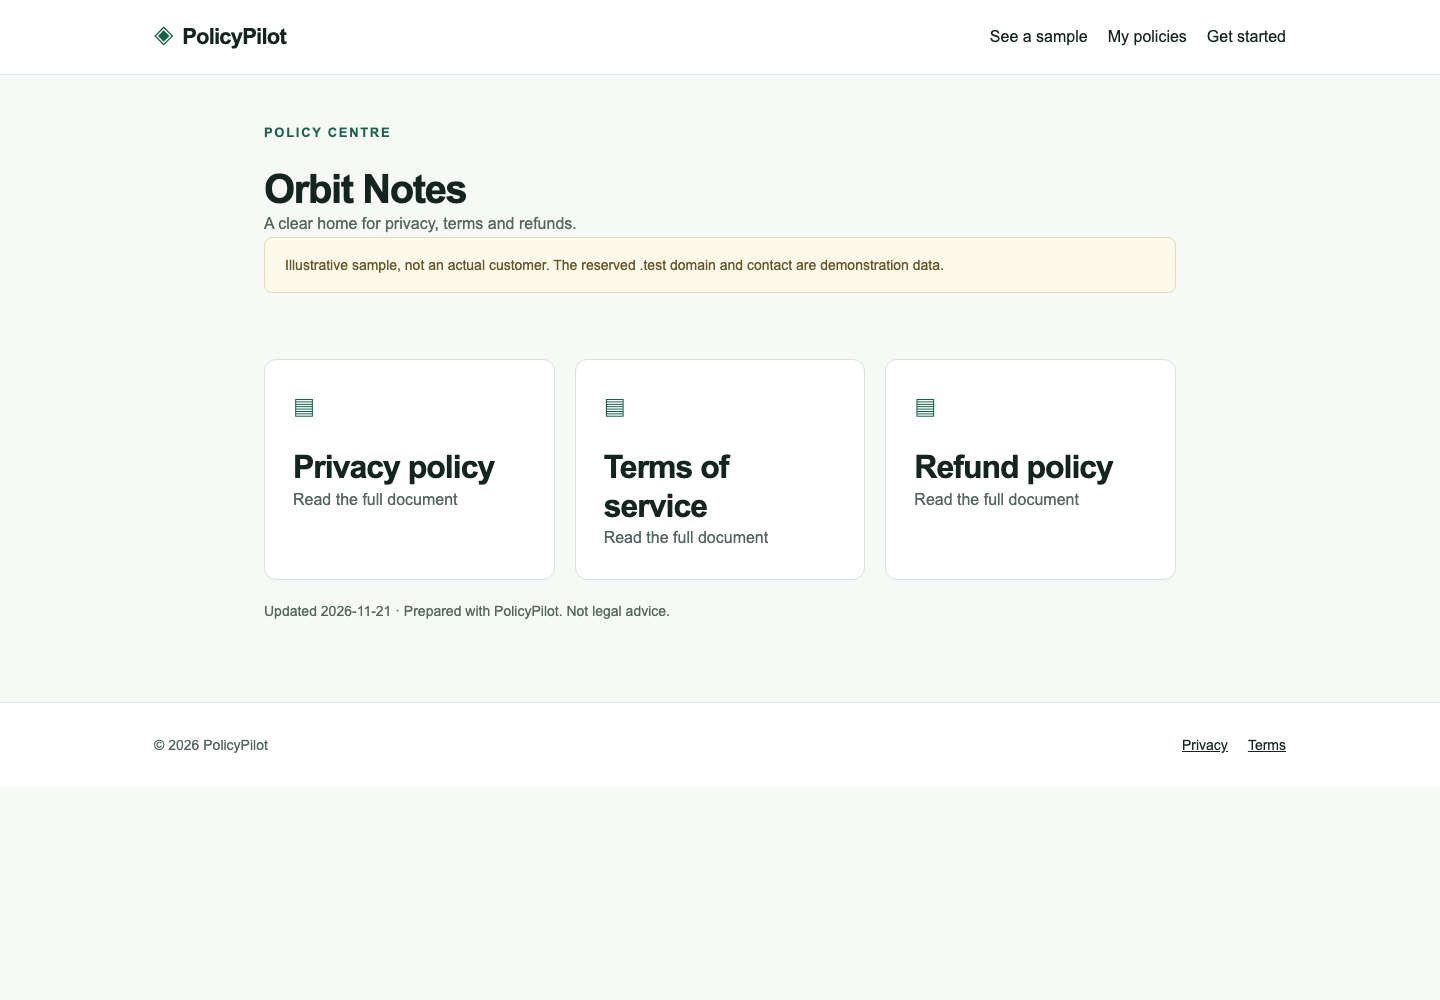 PolicyPilot
See a sample My policies Get started
POLICY CENTRE
Orbit Notes
A clear home for privacy, terms and refunds.
Illustrative sample, not an actual customer. The reserved .test domain and contact are demonstration data.
Privacy policy
Read the full document
Terms of
service
Read the full document
Refund policy
Read the full document
Updated 2026-11-21 · Prepared with PolicyPilot. Not legal advice.
© 2026 PolicyPilot
Privacy Terms